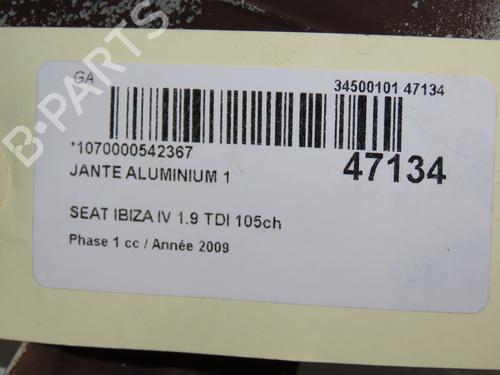 B-PARTS
GA
34500101 47134
*1070000542367
47134
JANTE ALUMINIUM 1
SEAT IBIZA IV 1.9 TDI 105ch
Phase 1 cc / Année 2009